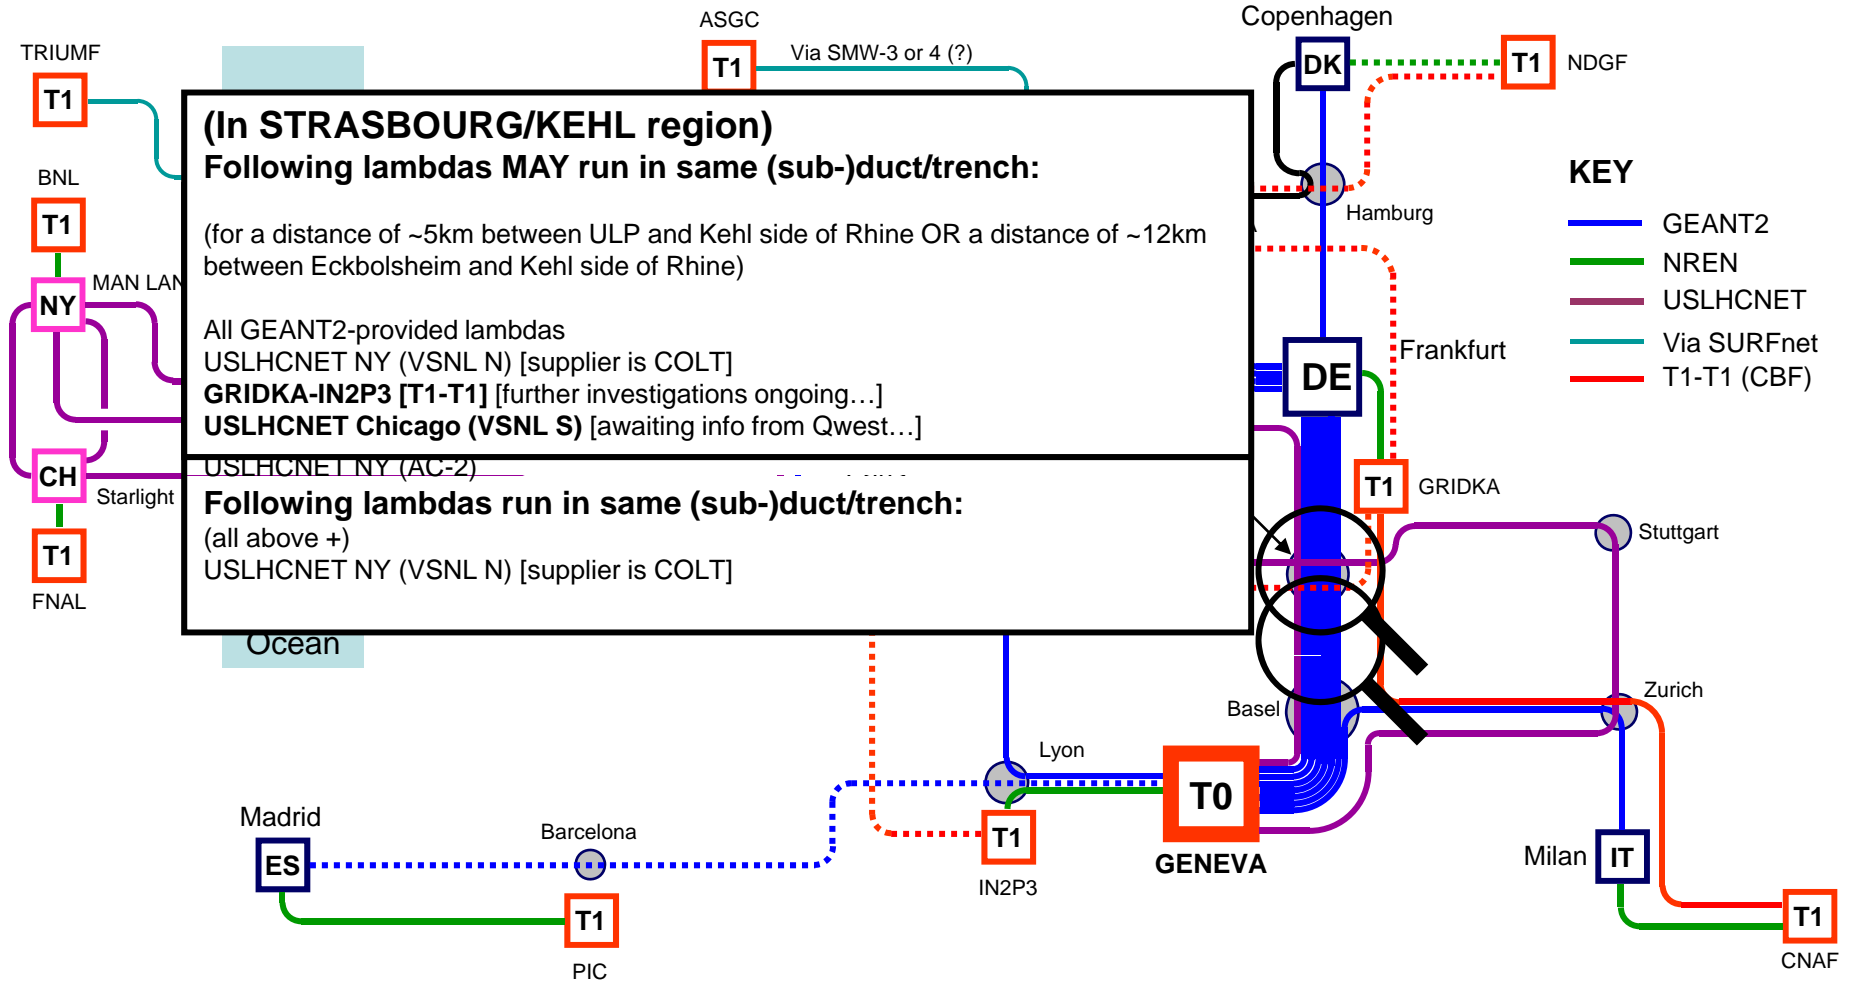 ASGC
Copenhagen
TRIUMF
Via SMW-3 or 4 (?)
T1
T1
DK
T1
NDGF
(In STRASBOURG/KEHL region)
Following lambdas MAY run in same (sub-)duct/trench:
KEY
BNL
T1
Hamburg
GEANT2
(for a distance of ~5km between ULP and Kehl side of Rhine OR a distance of ~12km
between Eckbolsheim and Kehl side of Rhine)
NREN
MAN LAN
NY
USLHCNET
All GEANT2-provided lambdas
Via SURFnet
Frankfurt
USLHCNET NY (VSNL N) [supplier is COLT]
DE
T1-T1 (CBF)
GRIDKA-IN2P3 [T1-T1] [further investigations ongoing…]
USLHCNET Chicago (VSNL S) [awaiting info from Qwest…]
USLHCNET NY (AC-2)
CH
T1
GRIDKA
Starlight
Following lambdas run in same (sub-)duct/trench:
(all above +)
Stuttgart
T1
USLHCNET NY (VSNL N) [supplier is COLT]
FNAL
Ocean
Zurich
Basel
Lyon
T0
Madrid
Barcelona
T1
GENEVA
Milan
IT
ES
IN2P3
T1
T1
PIC
CNAF